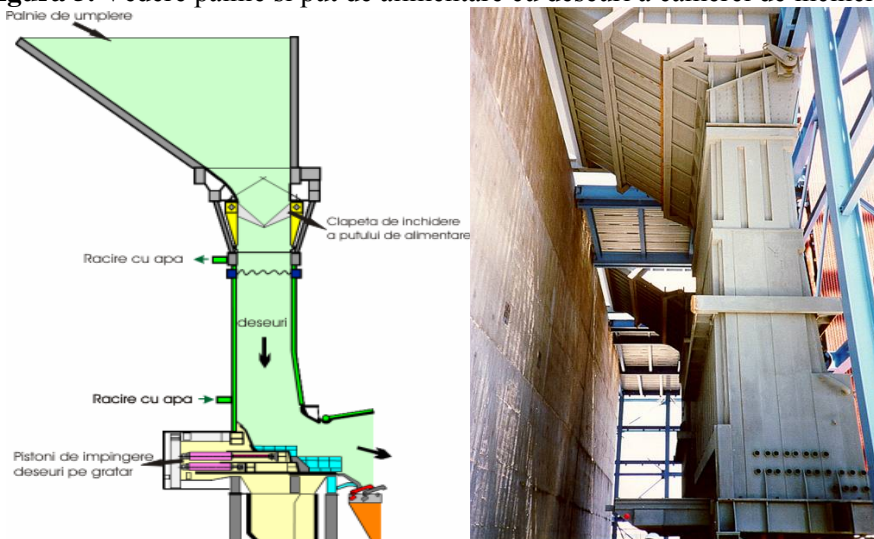 Palnie de umplere
Clapeta de inchidere
a putului de alimentare
Racire cu apa
deseuri
Racire cu apa
Pistoni de impingere
deseuri pe gratar